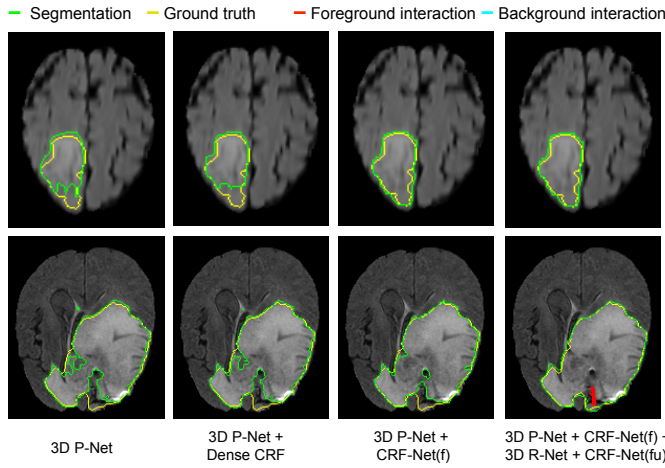 Segmentation Ground truth Foreground interaction Background interaction
3D P-Net
3D P-Net +
Dense CRF
3D P-Net +
CRF-Net(f)
3D P-Net + CRF-Net(f)
3D R-Net + CRF-Net(fu)